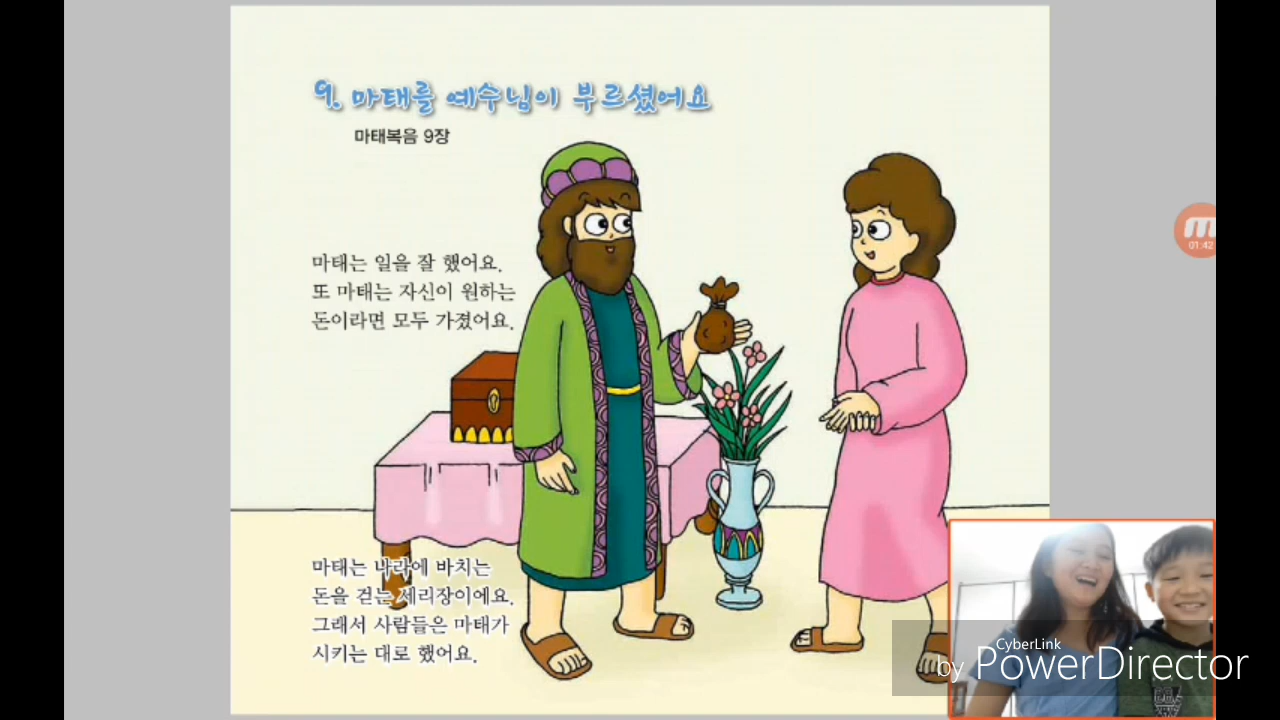 9. 마태를 예수님이 부르셨어요
마태복음 9장
마태는 일을 잘 했어요.
또 마태는 자신이 원하는
돈이라면 모두 가졌어요.
01:42
마태는 나라에 바치는
돈을 걷는 세리장이에요.
그래서 사람들은 마태가
시키는 대로 했어요.
CyberLink
by PowerDirector